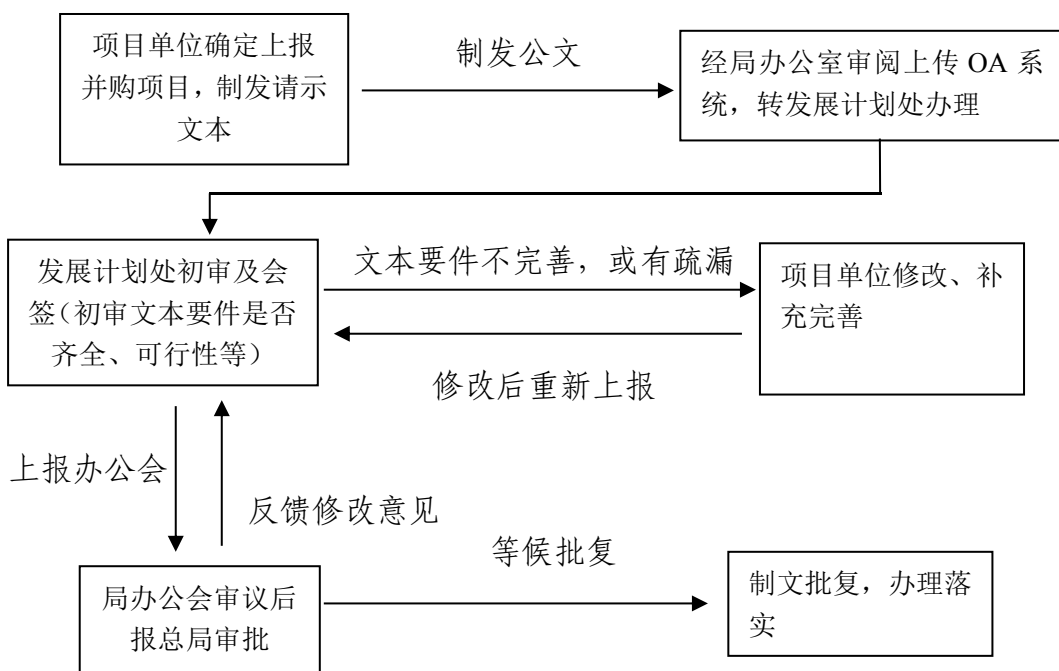 项目单位确定上报
并购项目，制发请示
文本
制发公文
经局办公室审阅上传 OA 系
统，转发展计划处办理
发展计划处初审及会
签（初审文本要件是否
齐全、可行性等）
文本要件不完善，或有疏漏
修改后重新上报
项目单位修改、补
充完善
上报办公会
反馈修改意见
局办公会审议后
报总局审批
等候批复
制文批复，办理落
实